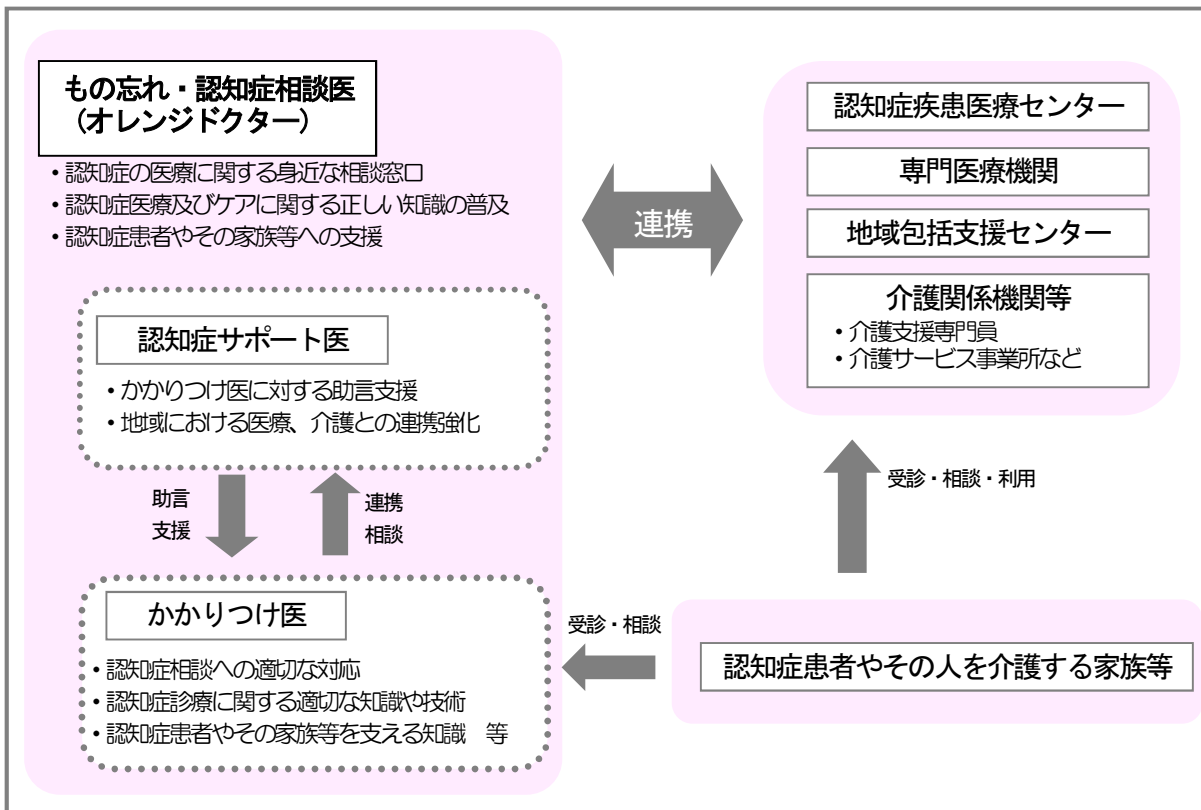 もの忘れ・認知症相談医
(オレンジドクター)
・認知症の医療に関する身近な相談窓口
・認知症医療及びケアに関する正しい知識の普及
・認知症患者やその家族等への支援
認知症サポート医
・かかりつけ医に対する助言支援
・地域における医療、介護との連携強化
助言
支援
連携
相談
かかりつけ医
・認知症相談への適切な対応
・認知症診療に関する適切な知識や技術
・認知症患者やその家族等を支える知識　等
連携
認知症疾患医療センター
専門医療機関
地域包括支援センター
介護関係機関等
・介護支援専門員
・介護サービス事業所など
受診・相談・利用
受診・相談
認知症患者やその人を介護する家族等